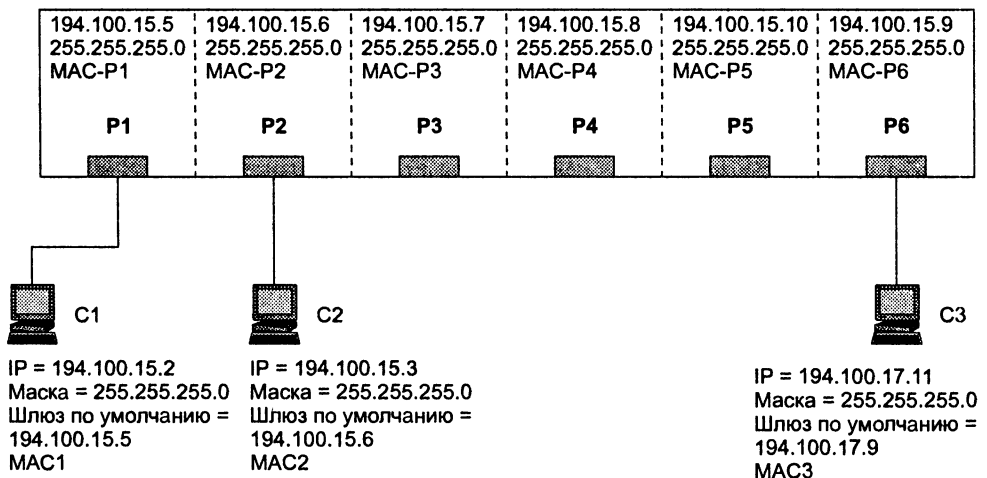 194.100.15.5 194.100.15.6 194.100.15.7 194.100.15.8 194.100.15.10 194.100.15.9
255.255.255.0 255.255.255.0 255.255.255.0 255.255.255.0 255.255.255.0 255.255.255.0
MAC-P1 MAC-P2 MAC-P3 MAC-P4 MAC-P5 MAC-P6
P1 P2 P3 P4 P5 P6
C1
IP = 194.100.15.2
Маска = 255.255.255.0
Шлюз по умолчанию =
194.100.15.5
MAC1
C2
IP = 194.100.15.3
Маска = 255.255.255.0
Шлюз по умолчанию =
194.100.15.6
MAC2
C3
IP = 194.100.17.11
Маска = 255.255.255.0
Шлюз по умолчанию =
194.100.17.9
MAC3